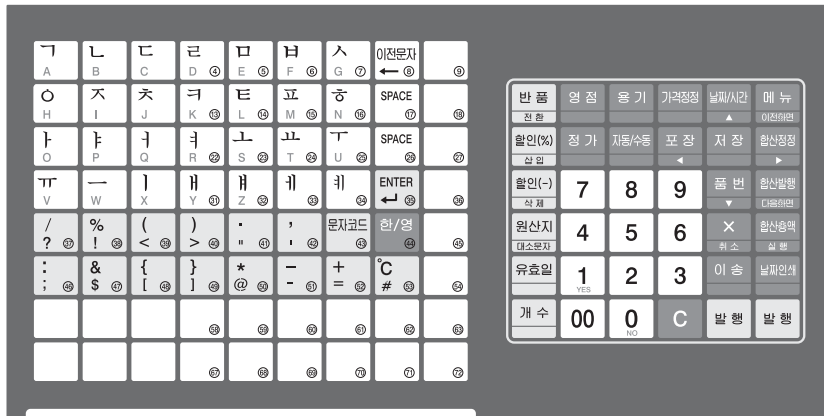 ㄱ ㄴ ㄷ ㄹ ㅁ ㅂ ㅅ 이전문자
A B C D ④ E ⑤ F ⑥ G ⑦ ← ⑧ ⑨
ㅇ ㅈ ㅊ ㅋ ㅌ ㅍ ㅎ SPACE
H I J K ⑬ L ⑭ M ⑮ N ⑯ ⑰ ⑱
ㅏ ㅑ ㅓ ㅕ ㅗ ㅛ ㅜ SPACE
O P Q R ㉒ S ㉓ T ㉔ U ㉕ ㉖ ㉗
ㅠ ㅡ ㅣ ㅐ ㅒ ㅔ ㅖ ENTER
V W X Y ㉛ Z ㉜ ㉝ ㉞ ↵ ㉟ ㊱
/ % ( ) . , 문자코드 한/영
? ㊲ ! ㊳ < ㊴ > ㊵ " ㊶ ' ㊷ ㊸ ㊹ ㊺
: & { } * – + ℃
; ㊻ $ ㊼ [ ㊽ ] ㊾ @ ㊿ - 51 = 52 # 53 54
58 59 60 61 62 63
67 68 69 70 71 72
반 품 영 점 용 기 가격정정 날짜/시간 메 뉴
전 환 ▲ 이전하면
할인(%) 정 가 자동/수동 포 장 저 장 합산정정
삽 입 ◀ ▶
할인(-) 7 8 9 품 번 합산발행
삭 제 ▼ 다음하면
원산지 4 5 6 × 합산총액
대소문자 취 소 실 행
유효일 1 2 3 이 송 날짜인쇄
YES
개 수 00 0 C 발 행 발 행
NO